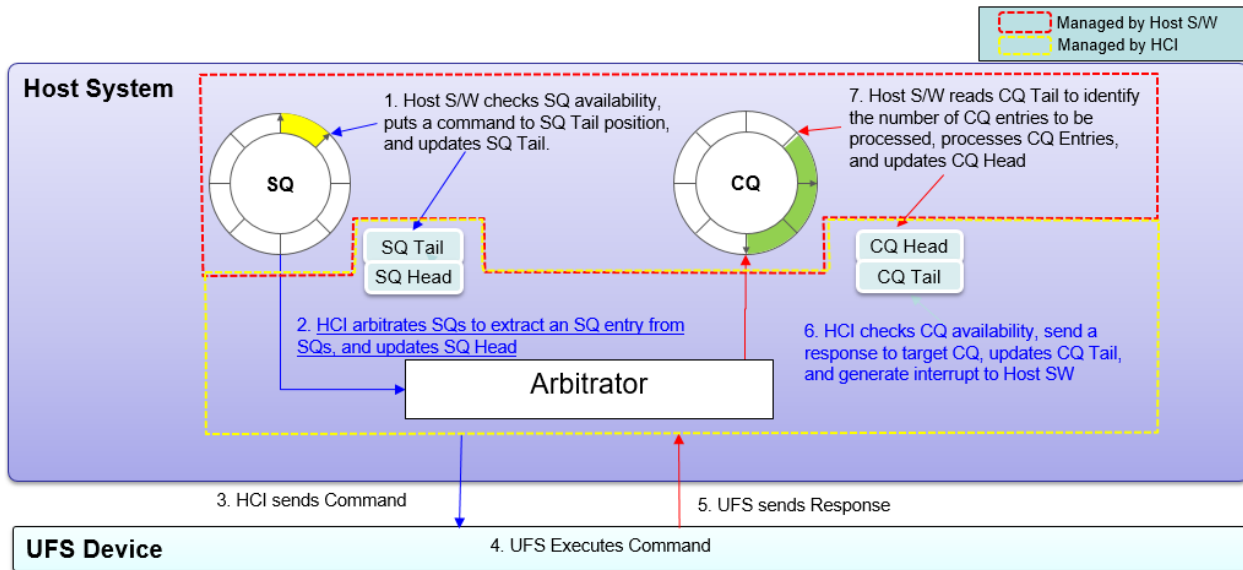 Managed by Host S/W
Managed by HCI
Host System
1. Host S/W checks SQ availability,
puts a command to SQ Tail position,
and updates SQ Tail.
7. Host S/W reads CQ Tail to identify
the number of CQ entries to be
processed, processes CQ Entries,
and updates CQ Head
SQ
CQ
SQ Tail
SQ Head
CQ Head
CQ Tail
2. HCI arbitrates SQs to extract an SQ entry from
SQs, and updates SQ Head
6. HCI checks CQ availability, send a
response to target CQ, updates CQ Tail,
and generate interrupt to Host SW
Arbitrator
3. HCI sends Command
5. UFS sends Response
UFS Device
4. UFS Executes Command